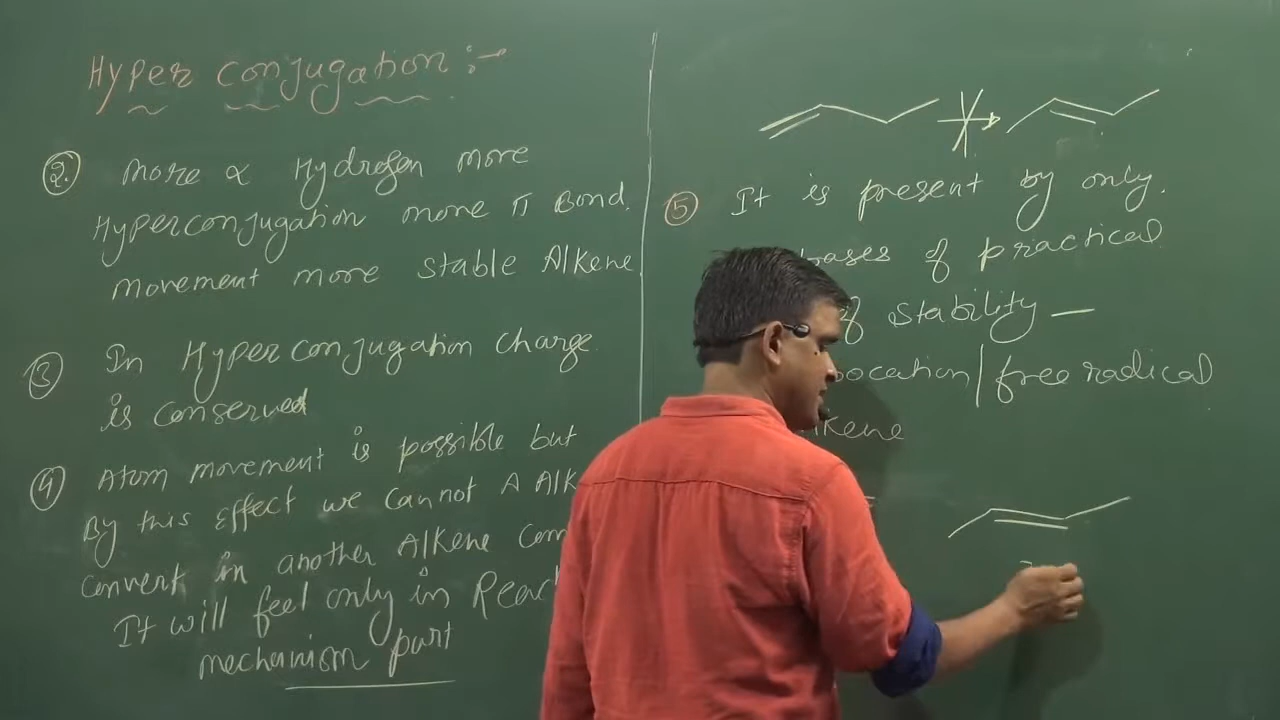 Hyper conjugation :-
② more α Hydrogen more
Hyperconjugation more π Bond.
movement more stable Alkene
③ In Hyperconjugation charge
is conserved
④ Atom movement is possible but
By this effect we cannot A
convert in another Alkene
It will feel only in
mechanism part
⑤ It is present by only.
bases of practical
of stability —
free radical